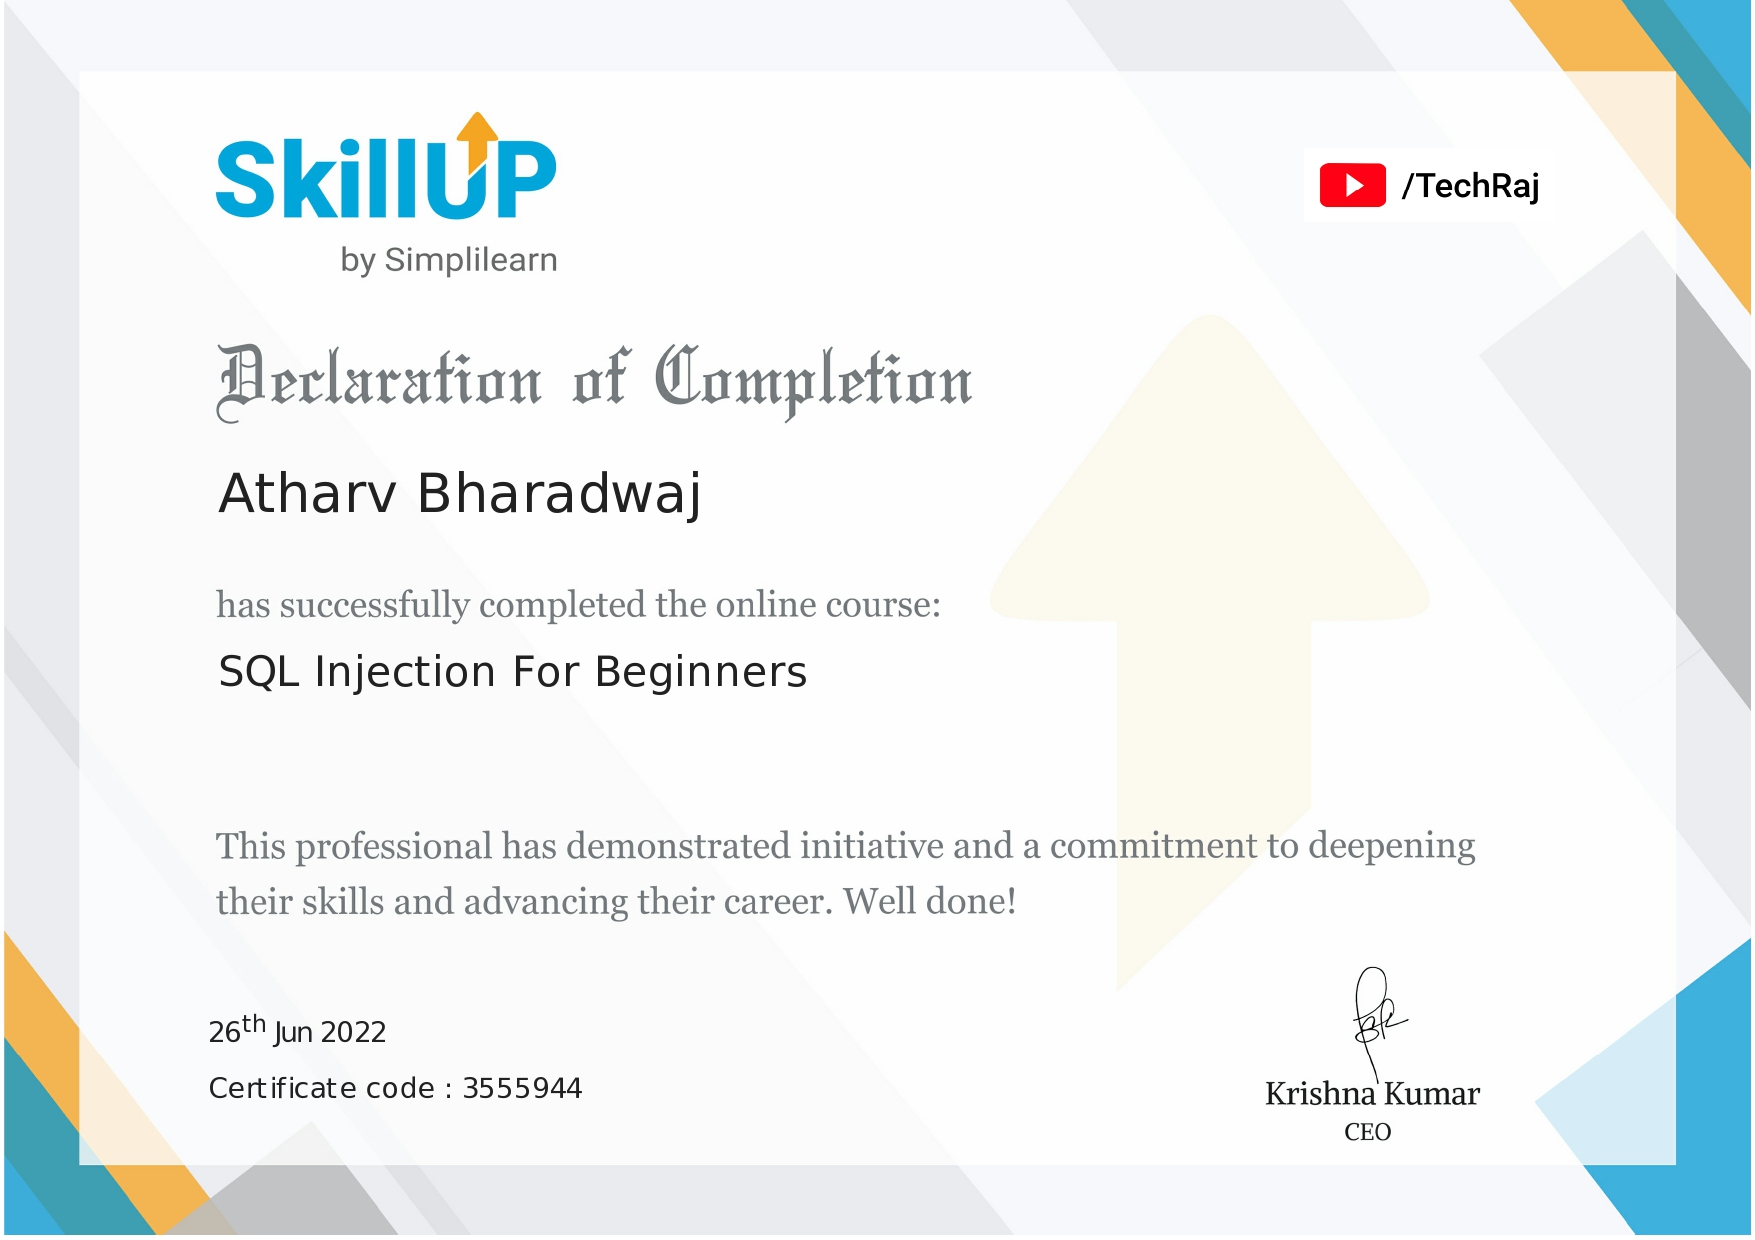 SkillUP
by Simplilearn
/TechRaj
Declaration of Completion
Atharv Bharadwaj
has successfully completed the online course:
SQL Injection For Beginners
This professional has demonstrated initiative and a commitment to deepening
their skills and advancing their career. Well done!
26th Jun 2022
Certificate code : 3555944
Krishna Kumar
CEO